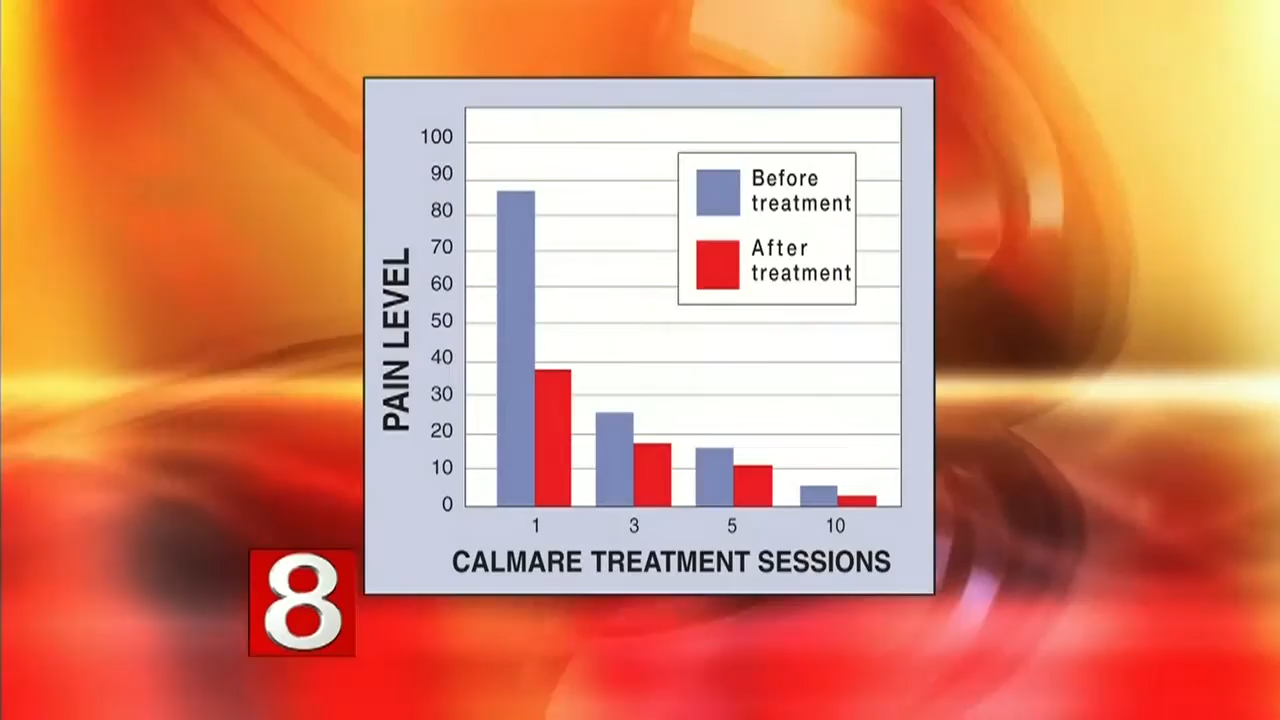 100
90
80
70
60
50
40
30
20
10
0
PAIN LEVEL
Before
treatment
After
treatment
1 3 5 10
CALMARE TREATMENT SESSIONS
8